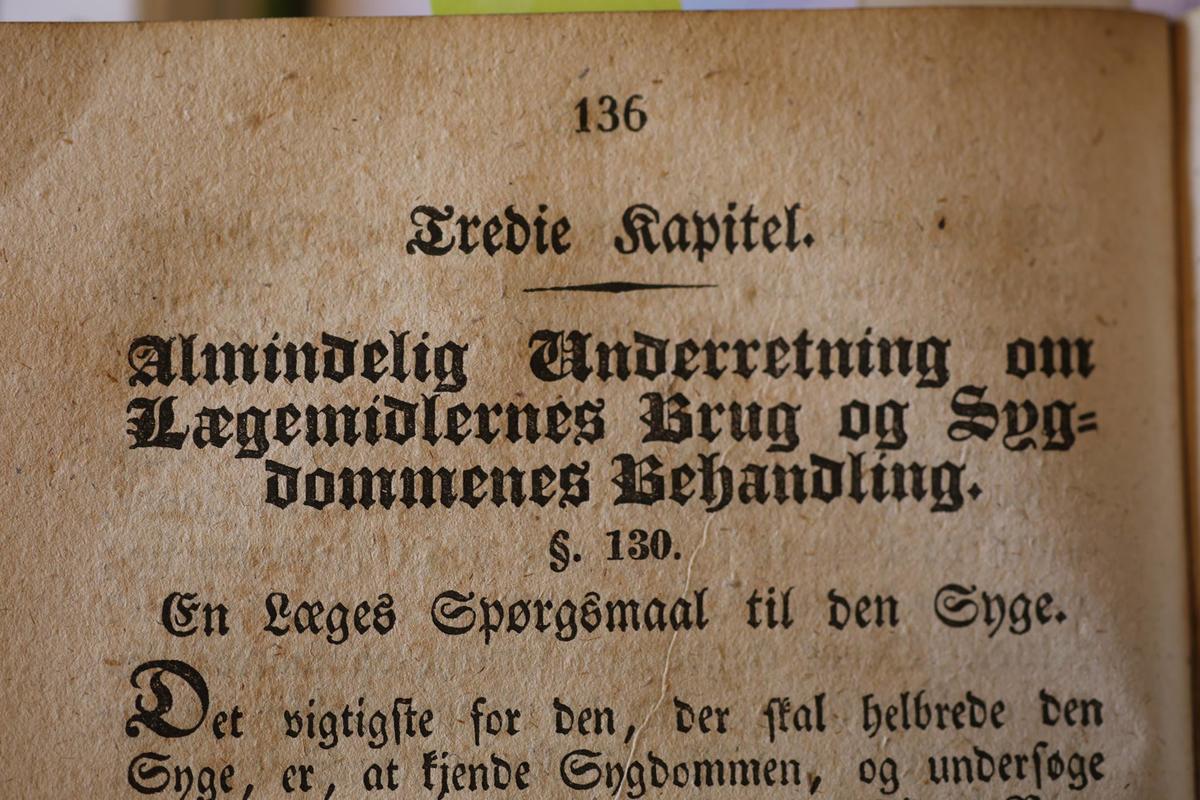 136
Tredie Kapitel.
Almindelig Underretning om
Lægemidlernes Brug og Syg=
dommenes Behandling.
§. 130.
En Læges Spørgsmaal til den Syge.
Det vigtigste for den, der skal helbrede den
Syge, er, at kjende Sygdommen, og undersøge